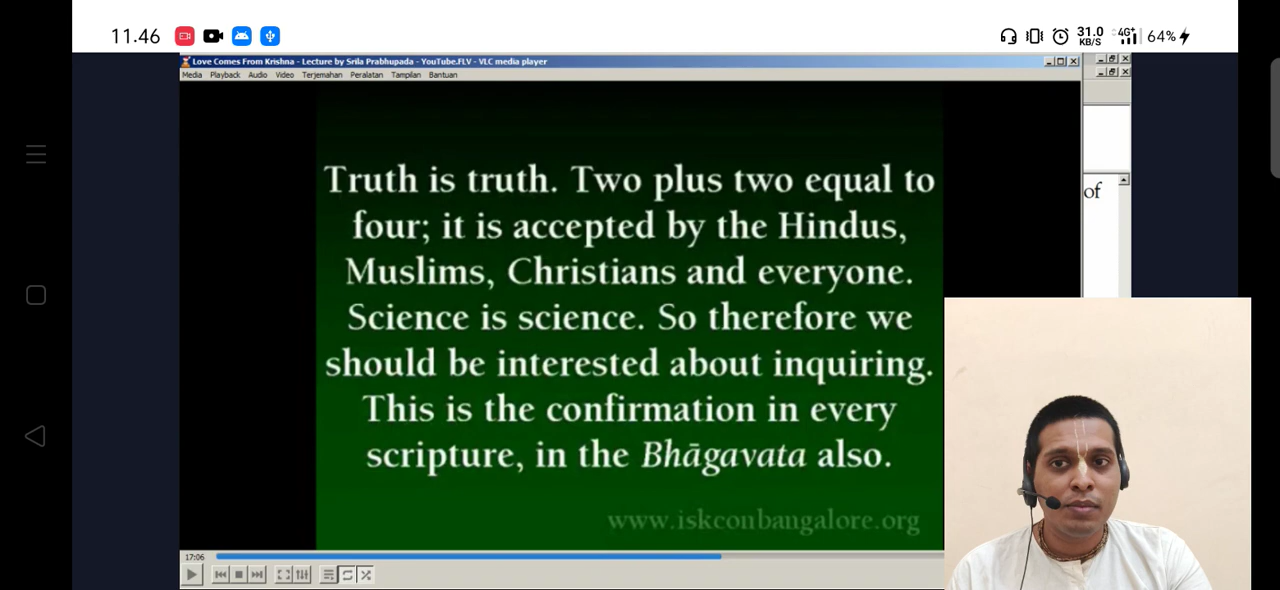 11.46
31.0
KB/S
4G+
64%
Love Comes From Krishna - Lecture by Srila Prabhupada - YouTube.FLV - VLC media player
Media Playback Audio Video Terjemahan Peralatan Tampilan Bantuan
Truth is truth. Two plus two equal to
four; it is accepted by the Hindus,
Muslims, Christians and everyone.
Science is science. So therefore we
should be interested about inquiring.
This is the confirmation in every
scripture, in the Bhāgavata also.
of
www.iskconbangalore.org
17:06